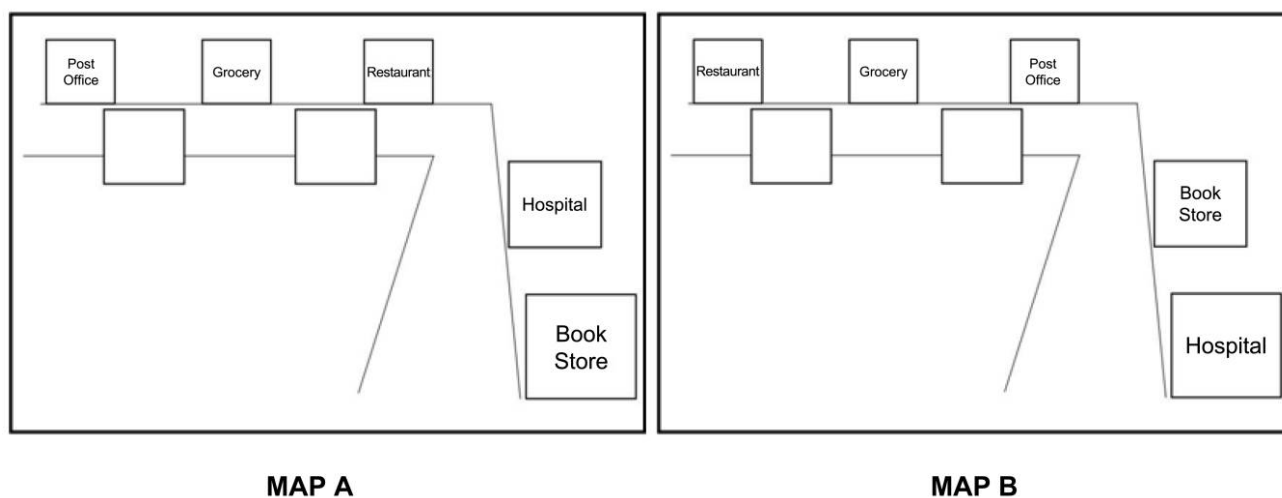 Post
Office
Grocery
Restaurant
Hospital
Book
Store
MAP A
Restaurant
Grocery
Post
Office
Book
Store
Hospital
MAP B